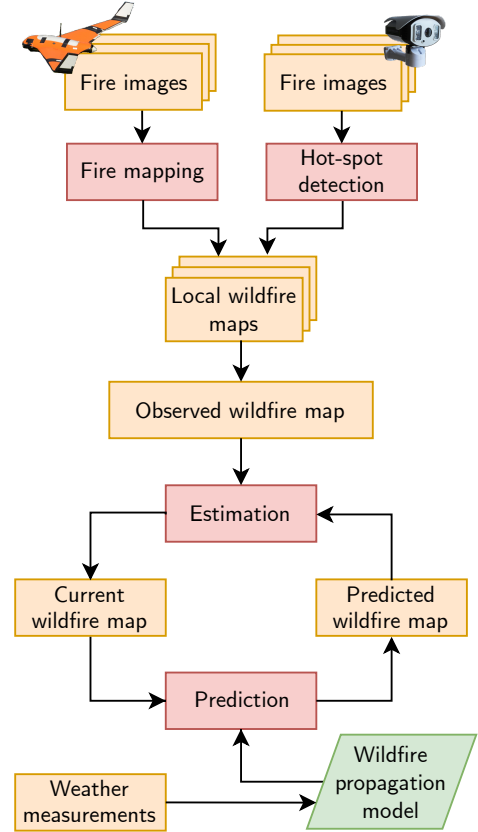 Fire images
Fire images
Fire mapping
Hot-spot
detection
Local wildfire
maps
Observed wildfire map
Estimation
Current
wildfire map
Predicted
wildfire map
Prediction
Wildfire
propagation
model
Weather
measurements